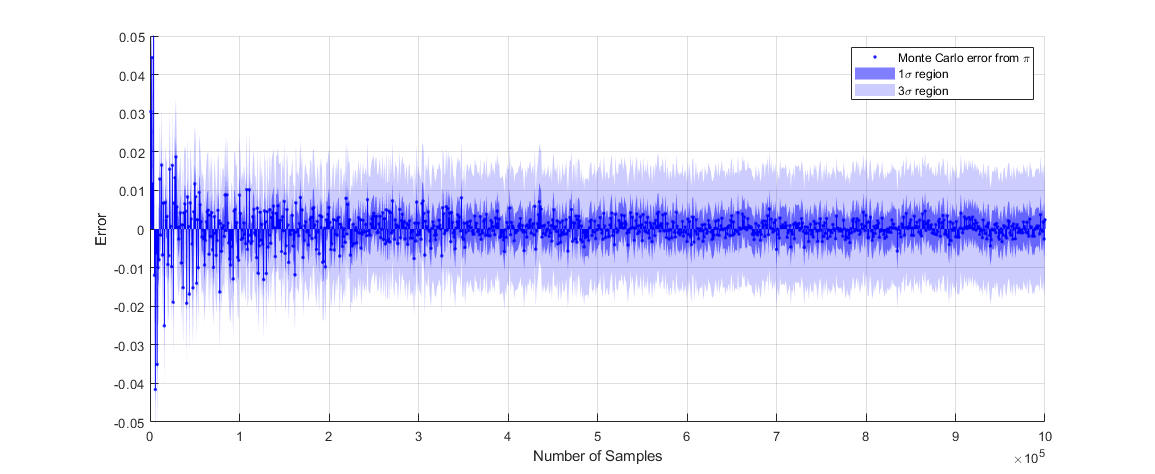 0.05
0.04
0.03
0.02
0.01
0
-0.01
-0.02
-0.03
-0.04
-0.05
Error
Monte Carlo error from π
1σ region
3σ region
0 1 2 3 4 5 6 7 8 9 10
Number of Samples
×10⁵